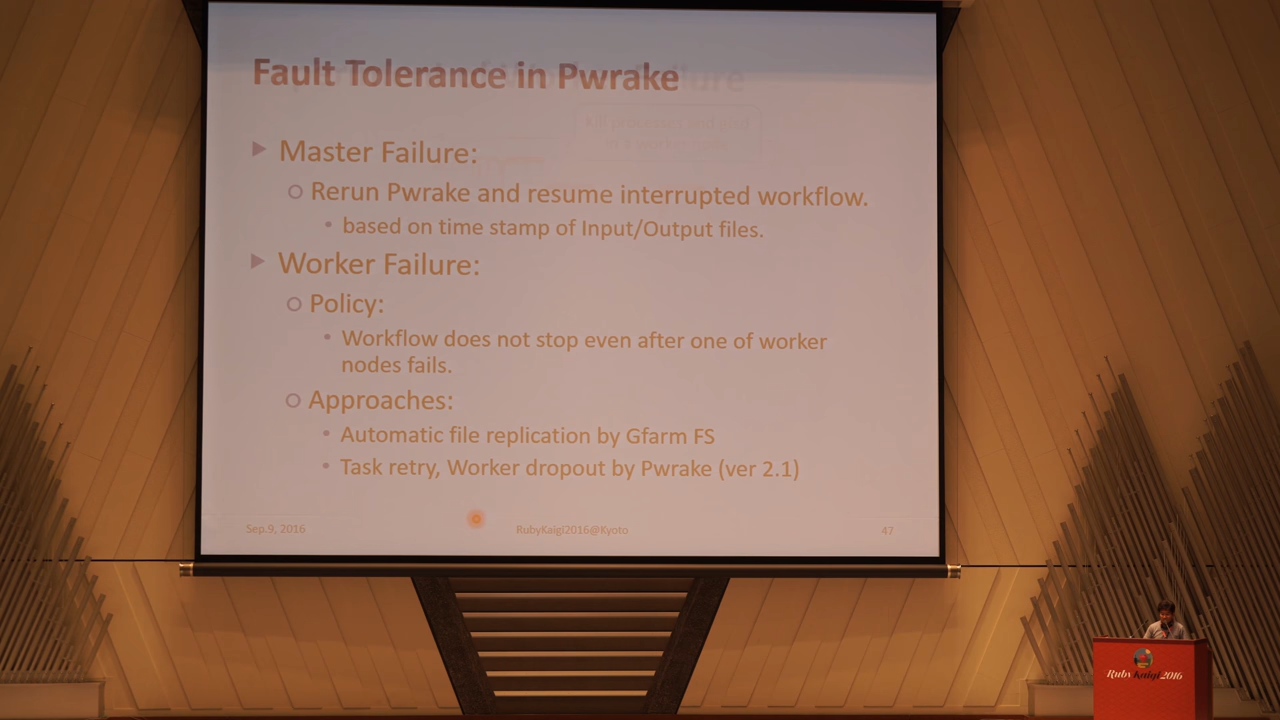 Fault Tolerance in Pwrake
Master Failure:
Rerun Pwrake and resume interrupted workflow.
based on time stamp of Input/Output files.
Worker Failure:
Policy:
Workflow does not stop even after one of worker
nodes fails.
Approaches:
Automatic file replication by Gfarm FS
Task retry, Worker dropout by Pwrake (ver 2.1)
Sep.9, 2016
RubyKaigi2016@Kyoto
47
RubyKaigi2016